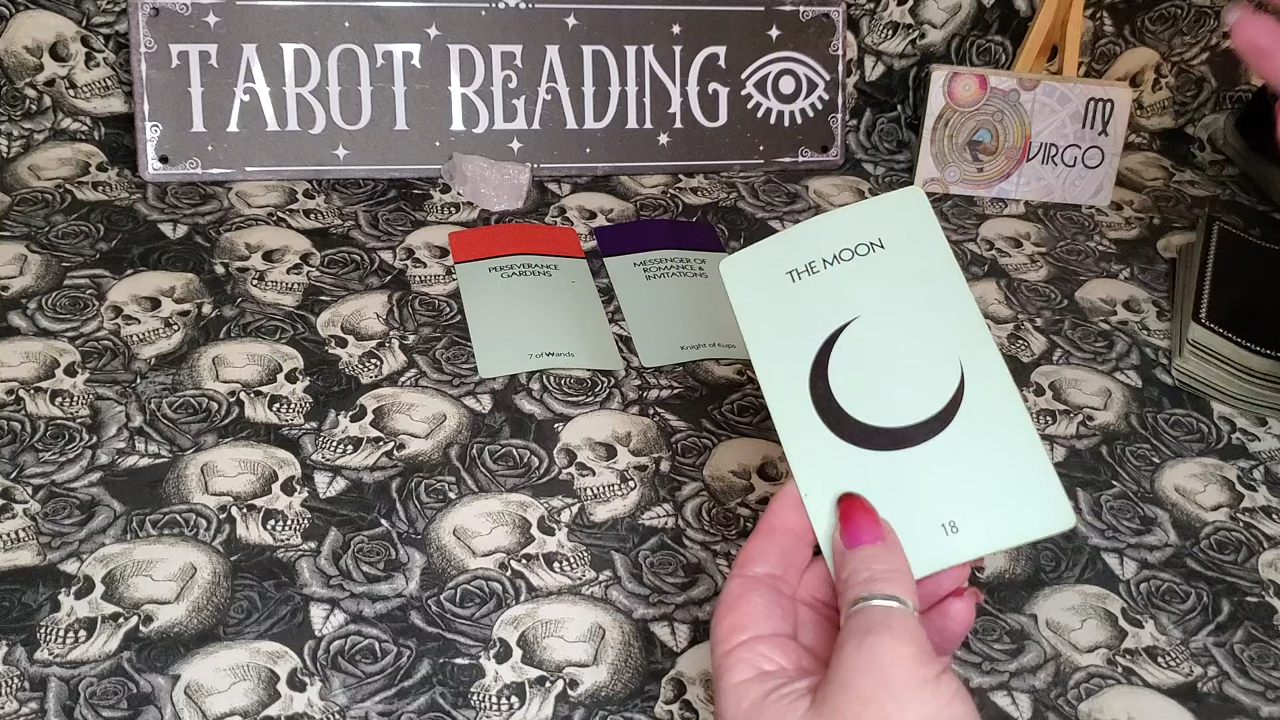 TAROT READING
♍
VIRGO
PERSEVERANCE
GARDENS
7 of Wands
MESSENGER OF
ROMANCE &
INVITATIONS
Knight of Cups
THE MOON
18